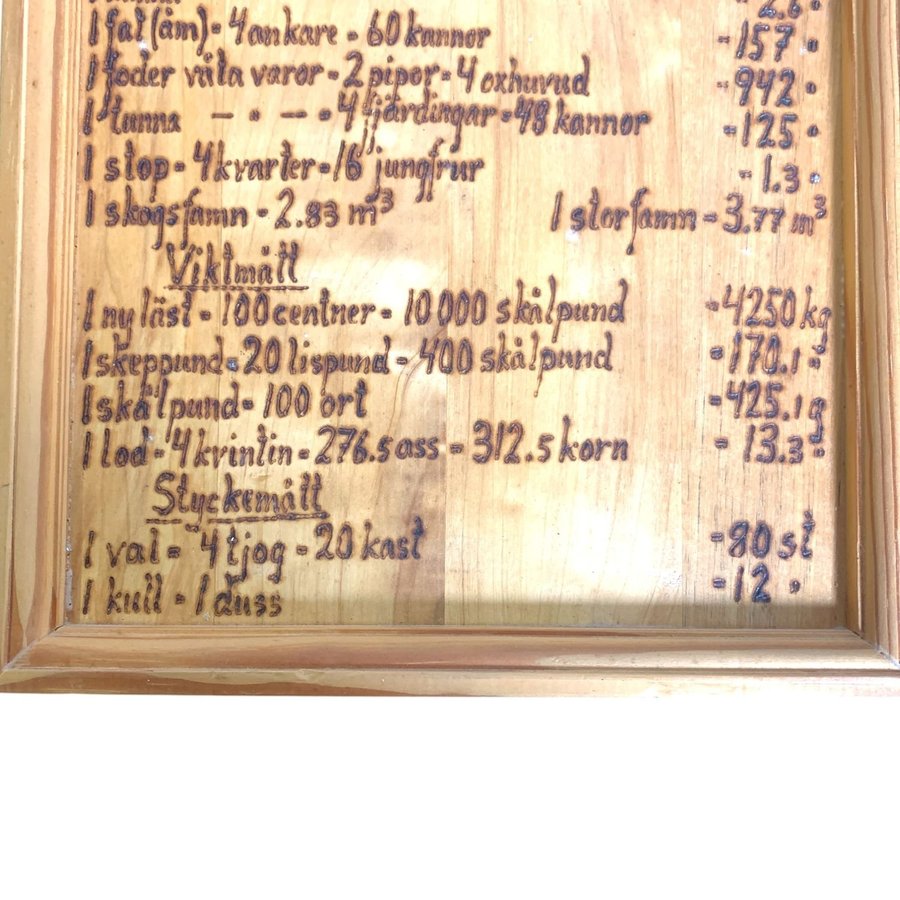 = 2.6 "
1 fat (åm) = 4 ankare = 60 kannor = 157 "
1 foder våta varor = 2 pipor = 4 oxhuvud = 942 "
1 tunna — " — = 4 fjärdingar = 48 kannor = 125 "
1 stop = 4 kvarter = 16 jungfrur = 1.3 "
1 skogsfamn = 2.83 m³ 1 storfamn = 3.77 m³
Viktmått
1 ny läst = 100 centner = 10 000 skålpund = 4250 kg
1 skeppund = 20 lispund = 400 skålpund = 170.1 "
1 skålpund = 100 ort = 425.1 g
1 lod = 4 kvintin = 276.5 ass = 312.5 korn = 13.3 "
Styckemått
1 val = 4 tjog = 20 kast = 80 st
1 kull = 1 duss = 12 "